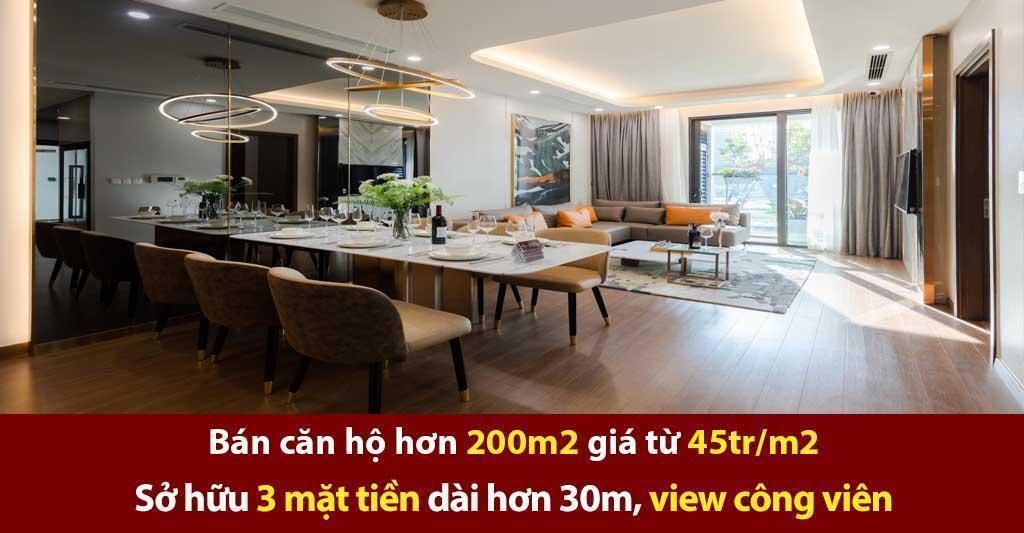 Bán căn hộ hơn 200m2 giá từ 45tr/m2
Sở hữu 3 mặt tiền dài hơn 30m, view công viên